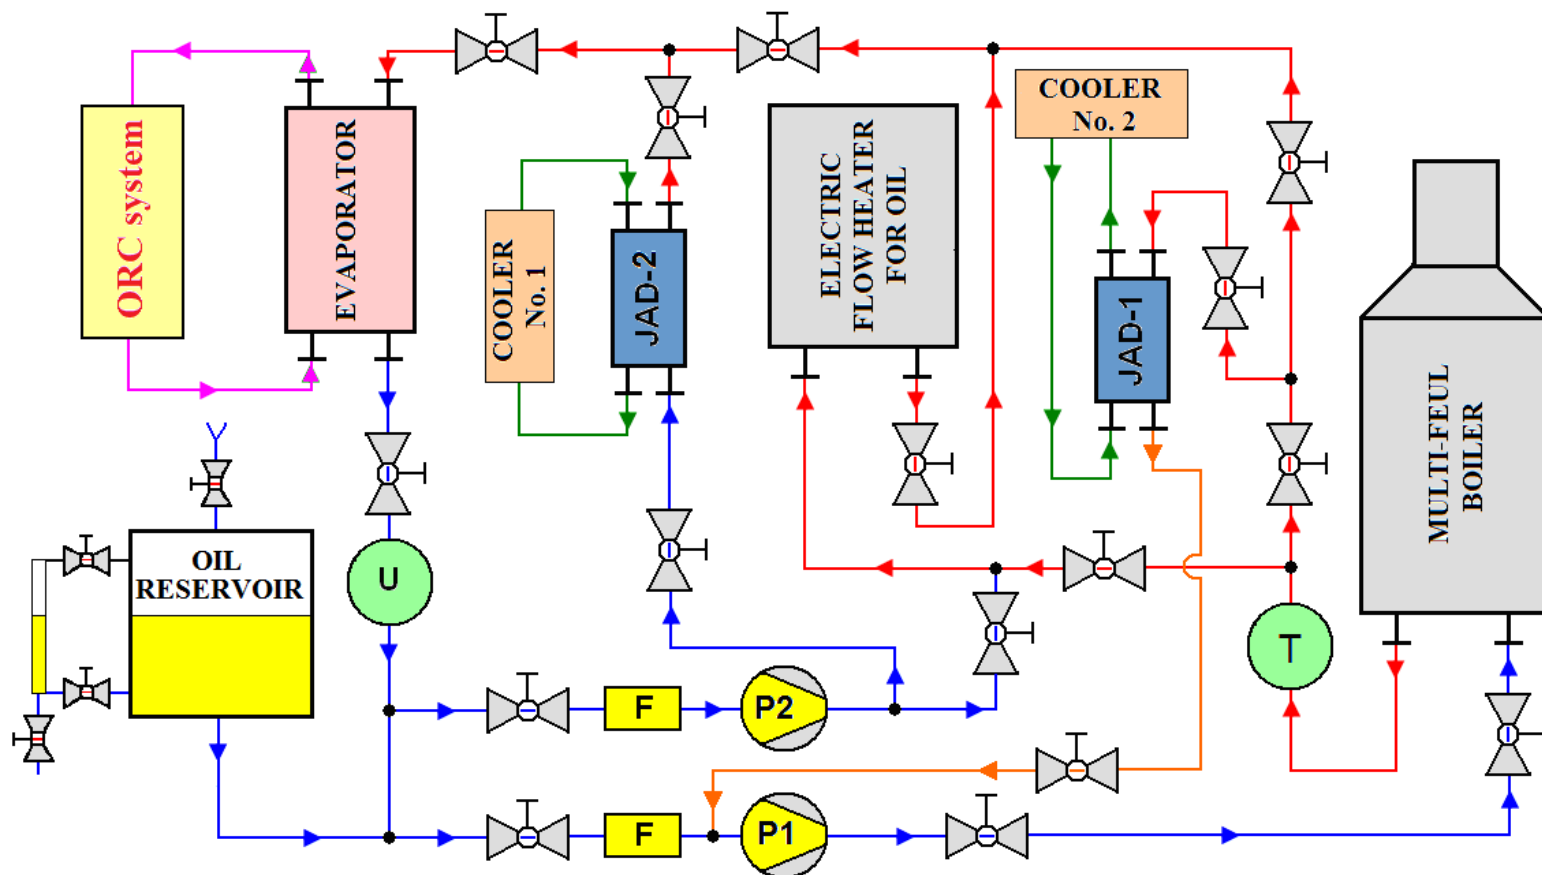 COOLER
No. 2
ORC system
EVAPORATOR
COOLER
No. 1
JAD-2
ELECTRIC
FLOW HEATER
FOR OIL
JAD-1
MULTI-FEUL
BOILER
OIL
RESERVOIR
U
T
F
P2
F
P1